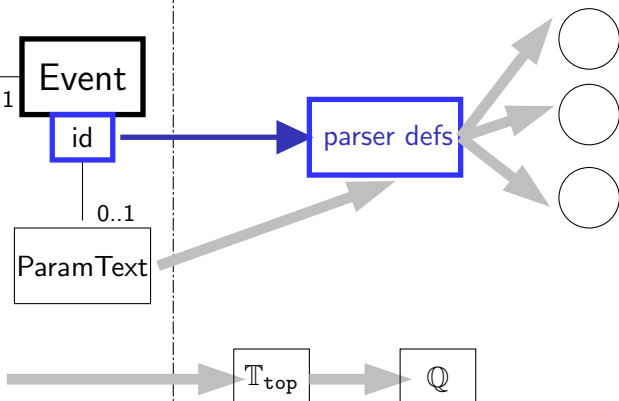 Event
1
id
parser defs
0..1
ParamText
𝕋top
ℚ